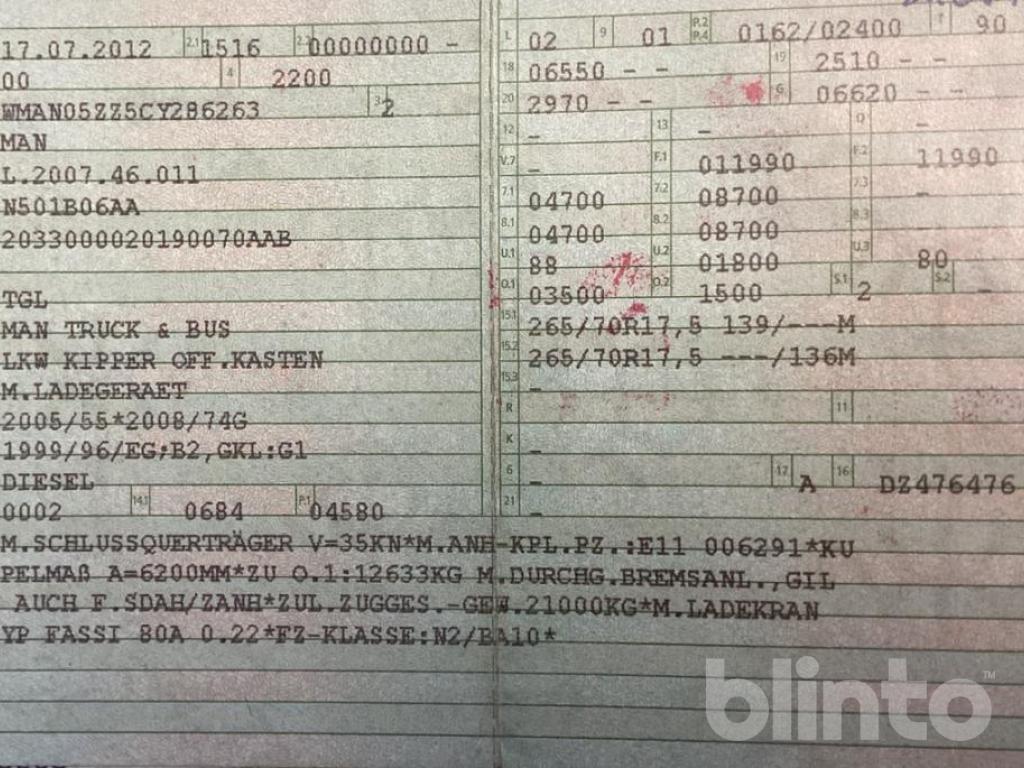 17.07.2012 2.1 1516 2.2 00000000 -
00 4 2200
WMAN05ZZ5CY286263 3 2
MAN
L.2007.46.011
N501B06AA
2033000020190070AAB
TGL
MAN TRUCK & BUS
LKW KIPPER OFF.KASTEN
M.LADEGERAET
2005/55*2008/74G
1999/96/EG;B2,GKL:G1
DIESEL
0002 14.1 0684 P.1 04580
L 02 9 01 P.2 P.4 0162/02400 T 90
18 06550 - - 19 2510 - -
20 2970 - - G 06620 - -
12 - 13 - Q -
V.7 - F.1 011990 F.2 11990
7.1 04700 7.2 08700 7.3 -
8.1 04700 8.2 08700 8.3 -
U.1 88 U.2 01800 U.3 80
O.1 03500 O.2 1500 S.1 2 S.2 -
15.1 265/70R17,5 139/---M
15.2 265/70R17,5 ---/136M
15.3 -
R 11
K -
6 - 17 A 16 DZ476476
21 -
M.SCHLUSSQUERTRÄGER V=35KN*M.ANH-KPL.PZ.:E11 006291*KU
PELMAß A=6200MM*ZU O.1:12633KG M.DURCHG.BREMSANL.,GIL
AUCH F.SDAH/ZANH*ZUL.ZUGGES.-GEW.21000KG*M.LADEKRAN
YP FASSI 80A 0.22*FZ-KLASSE:N2/BA10*
blinto™